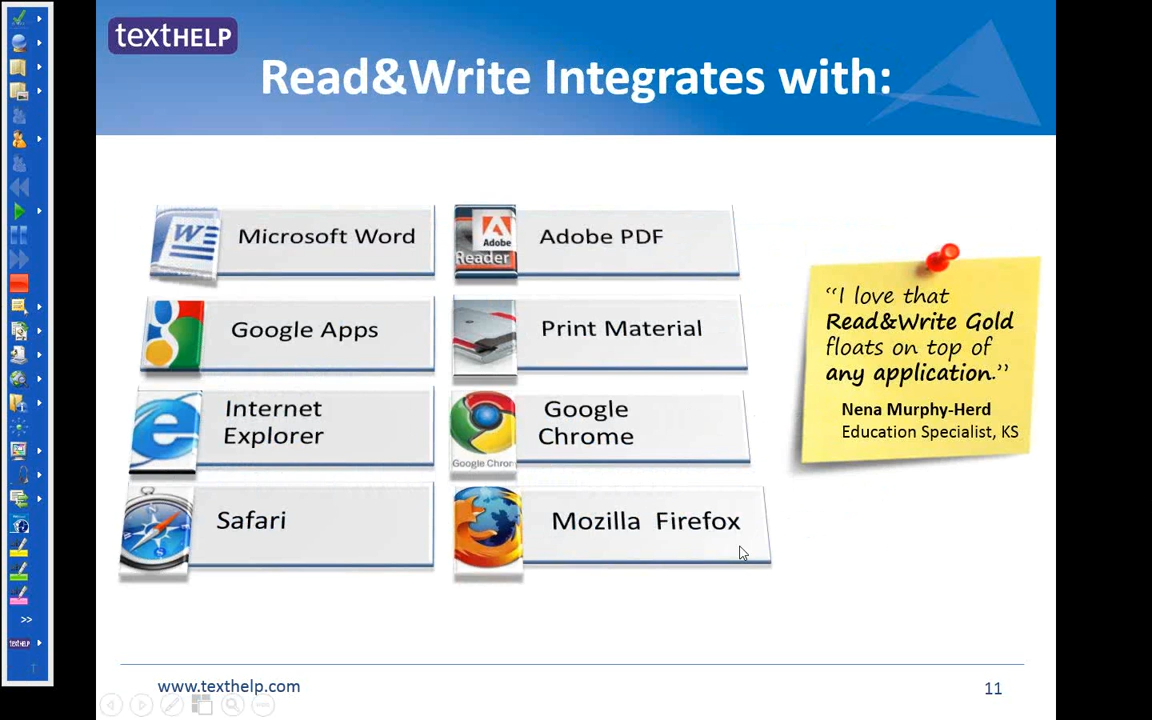 textHELP
Read&Write Integrates with:
Microsoft Word
Adobe
Reader
Adobe PDF
Google Apps
Print Material
Internet
Explorer
Google Chrom
Google
Chrome
Safari
Mozilla Firefox
“I love that
Read&Write Gold
floats on top of
any application.”
Nena Murphy-Herd
Education Specialist, KS
>>
textHELP
www.texthelp.com
11